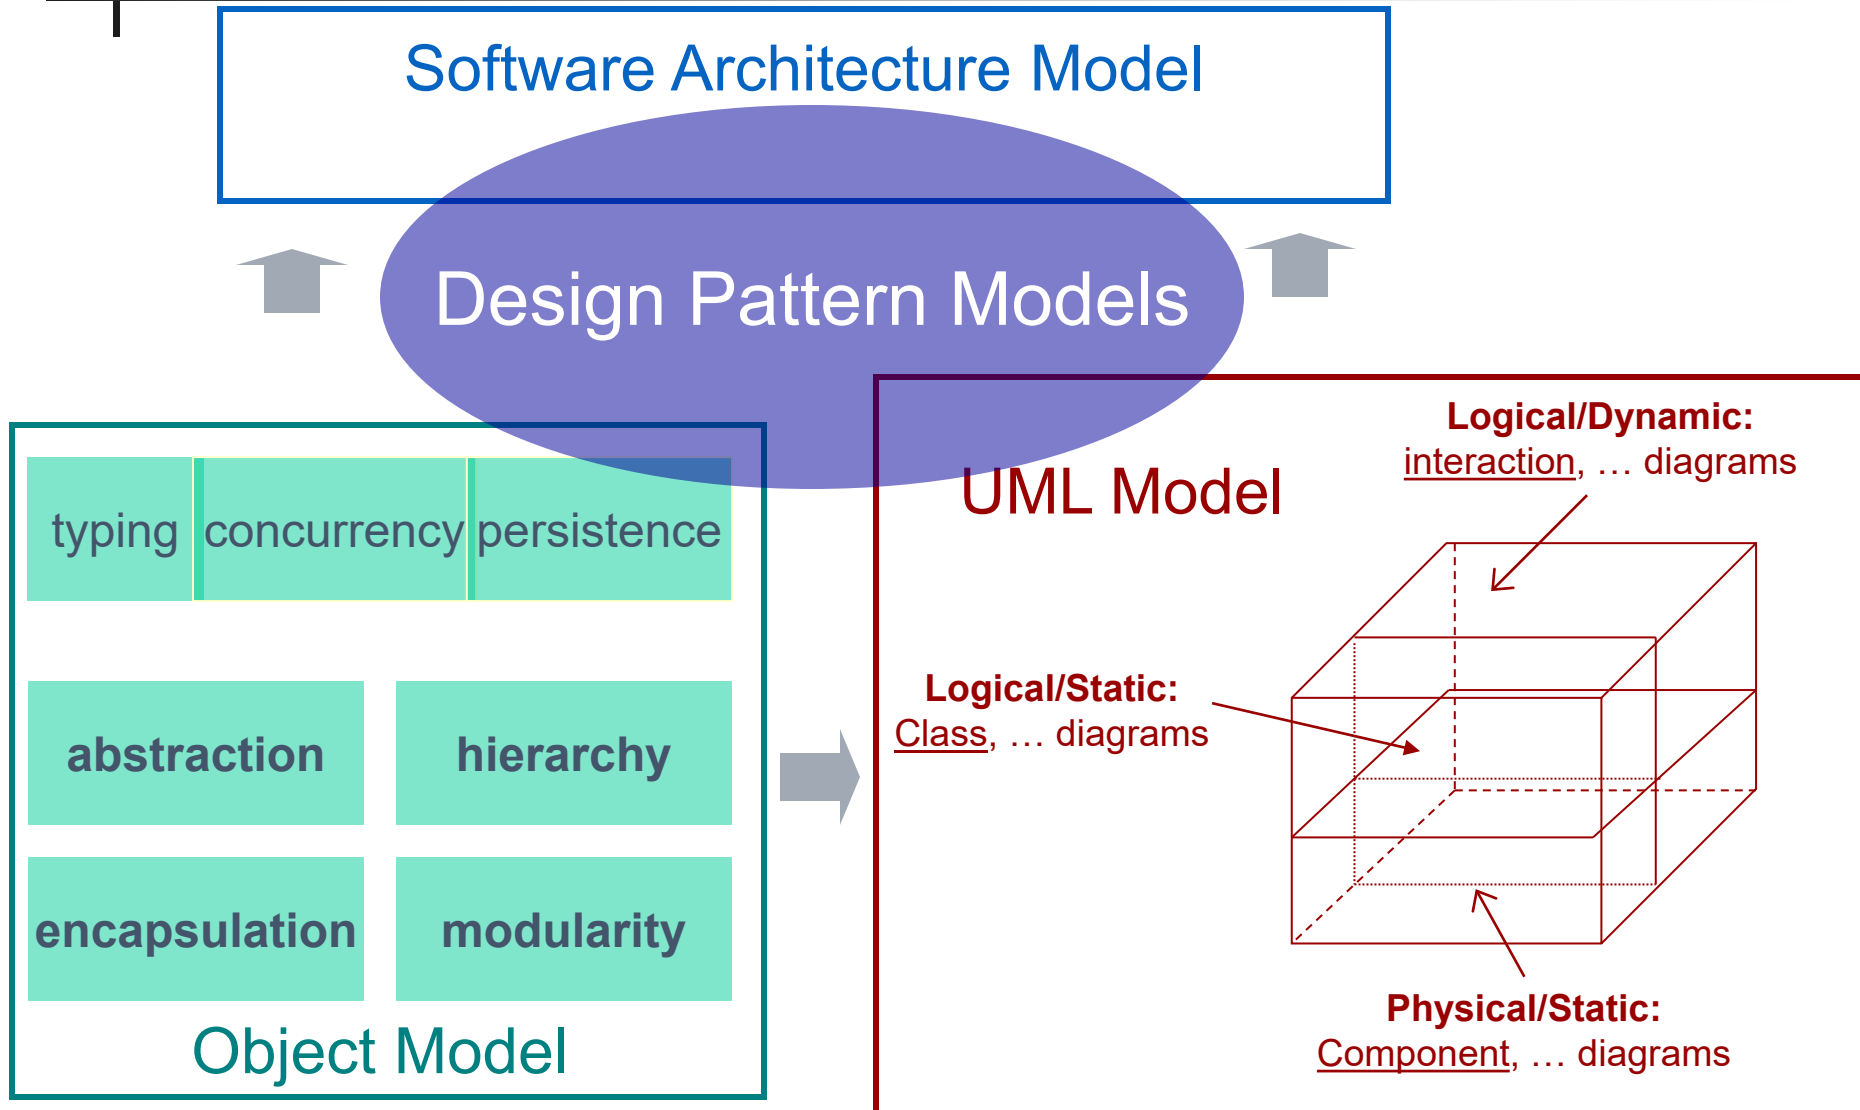 Software Architecture Model
Design Pattern Models
typing concurrency persistence
abstraction hierarchy
encapsulation modularity
Object Model
UML Model
Logical/Dynamic:
interaction, … diagrams
Logical/Static:
Class, … diagrams
Physical/Static:
Component, … diagrams